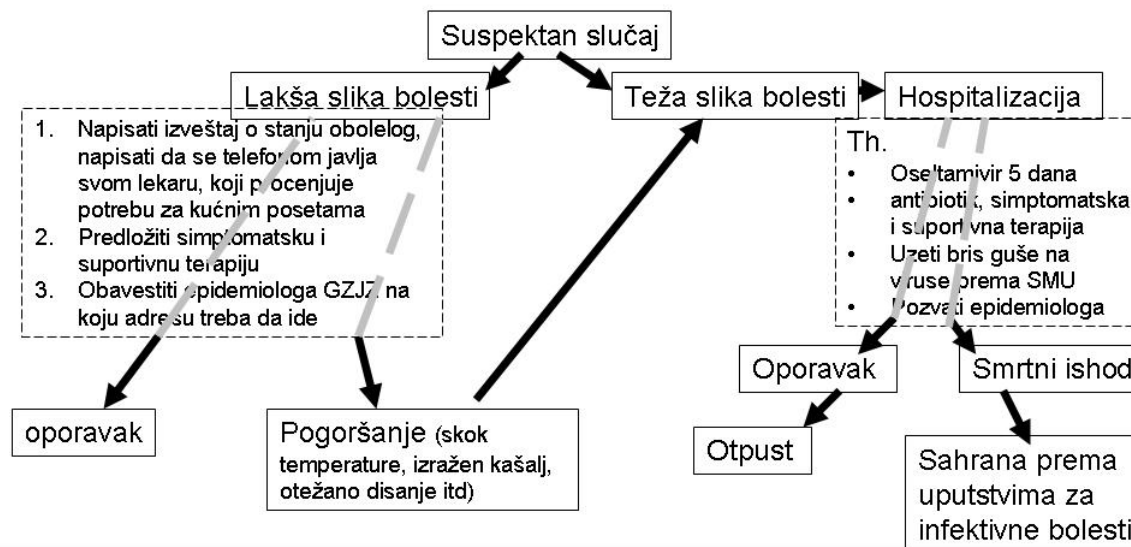 Suspektan slučaj
Lakša slika bolesti
Teža slika bolesti
Hospitalizacija
1. Napisati izveštaj o stanju obolelog,
napisati da se telefonom javlja
svom lekaru, koji procenjuje
potrebu za kućnim posetama
2. Predložiti simptomatsku i
suportivnu terapiju
3. Obavestiti epidemiologa GZJZ na
koju adresu treba da ide
Th.
• Oseltamivir 5 dana
• antibiotik, simptomatska
i suportivna terapija
• Uzeti bris guše na
viruse prema SMU
• Pozvati epidemiologa
oporavak
Pogoršanje (skok
temperature, izražen kašalj,
otežano disanje itd)
Oporavak
Smrtni ishod
Otpust
Sahrana prema
uputstvima za
infektivne bolesti